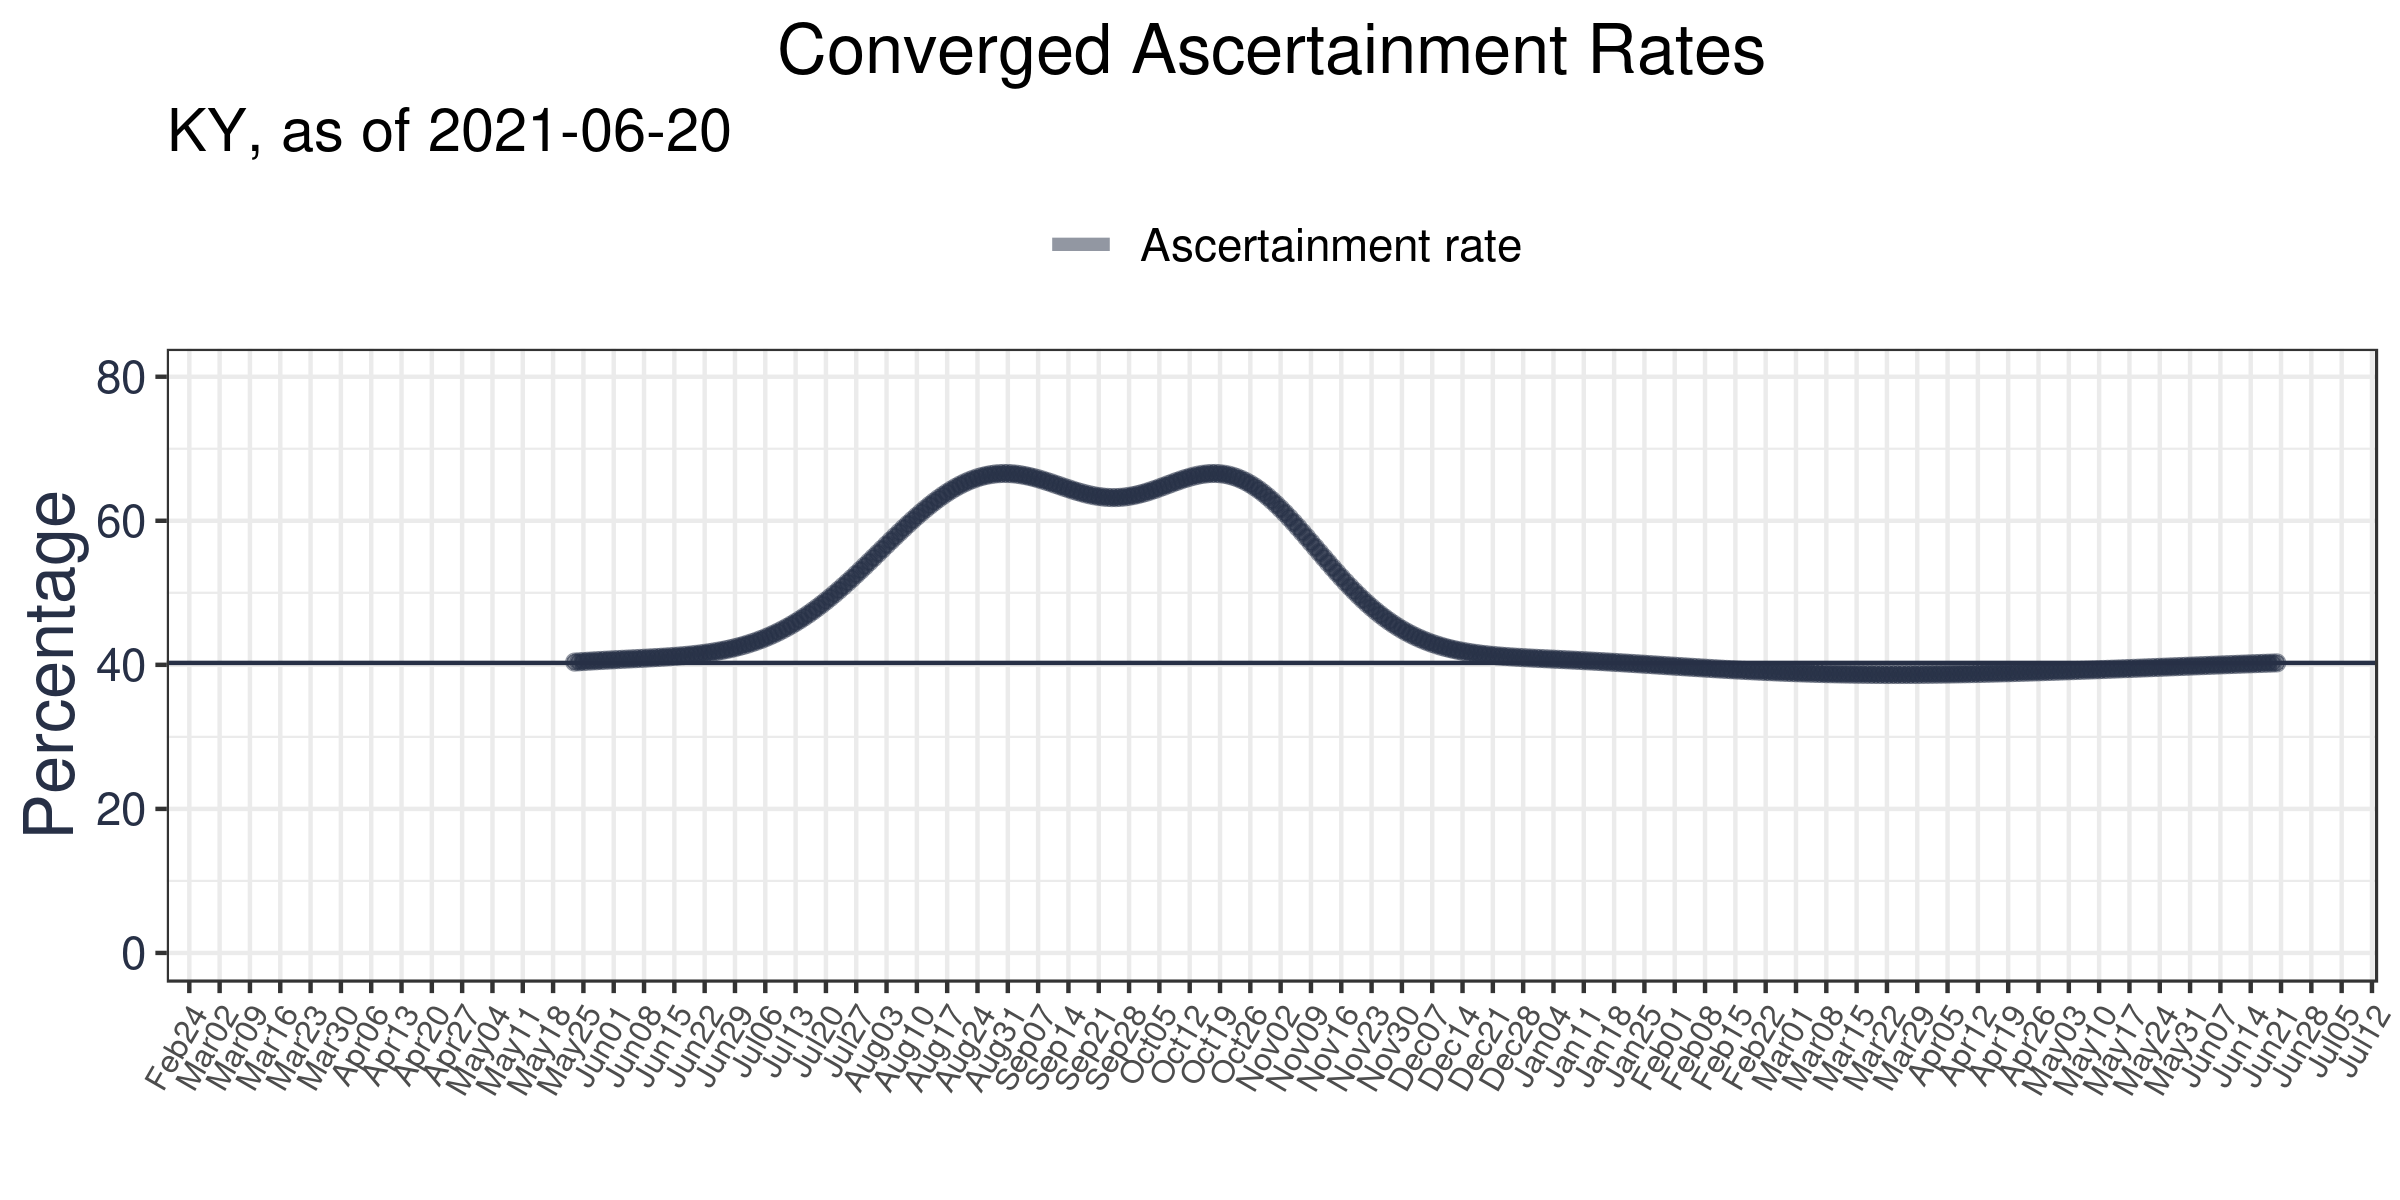 Converged Ascertainment Rates
KY, as of 2021-06-20
Ascertainment rate
Percentage
80
60
40
20
0
Feb24
Mar02
Mar09
Mar16
Mar23
Mar30
Apr06
Apr13
Apr20
Apr27
May04
May11
May18
May25
Jun01
Jun08
Jun15
Jun22
Jun29
Jul06
Jul13
Jul20
Jul27
Aug03
Aug10
Aug17
Aug24
Aug31
Sep07
Sep14
Sep21
Sep28
Oct05
Oct12
Oct19
Oct26
Nov02
Nov09
Nov16
Nov23
Nov30
Dec07
Dec14
Dec21
Dec28
Jan04
Jan11
Jan18
Jan25
Feb01
Feb08
Feb15
Feb22
Mar01
Mar08
Mar15
Mar22
Mar29
Apr05
Apr12
Apr19
Apr26
May03
May10
May17
May24
May31
Jun07
Jun14
Jun21
Jun28
Jul05
Jul12